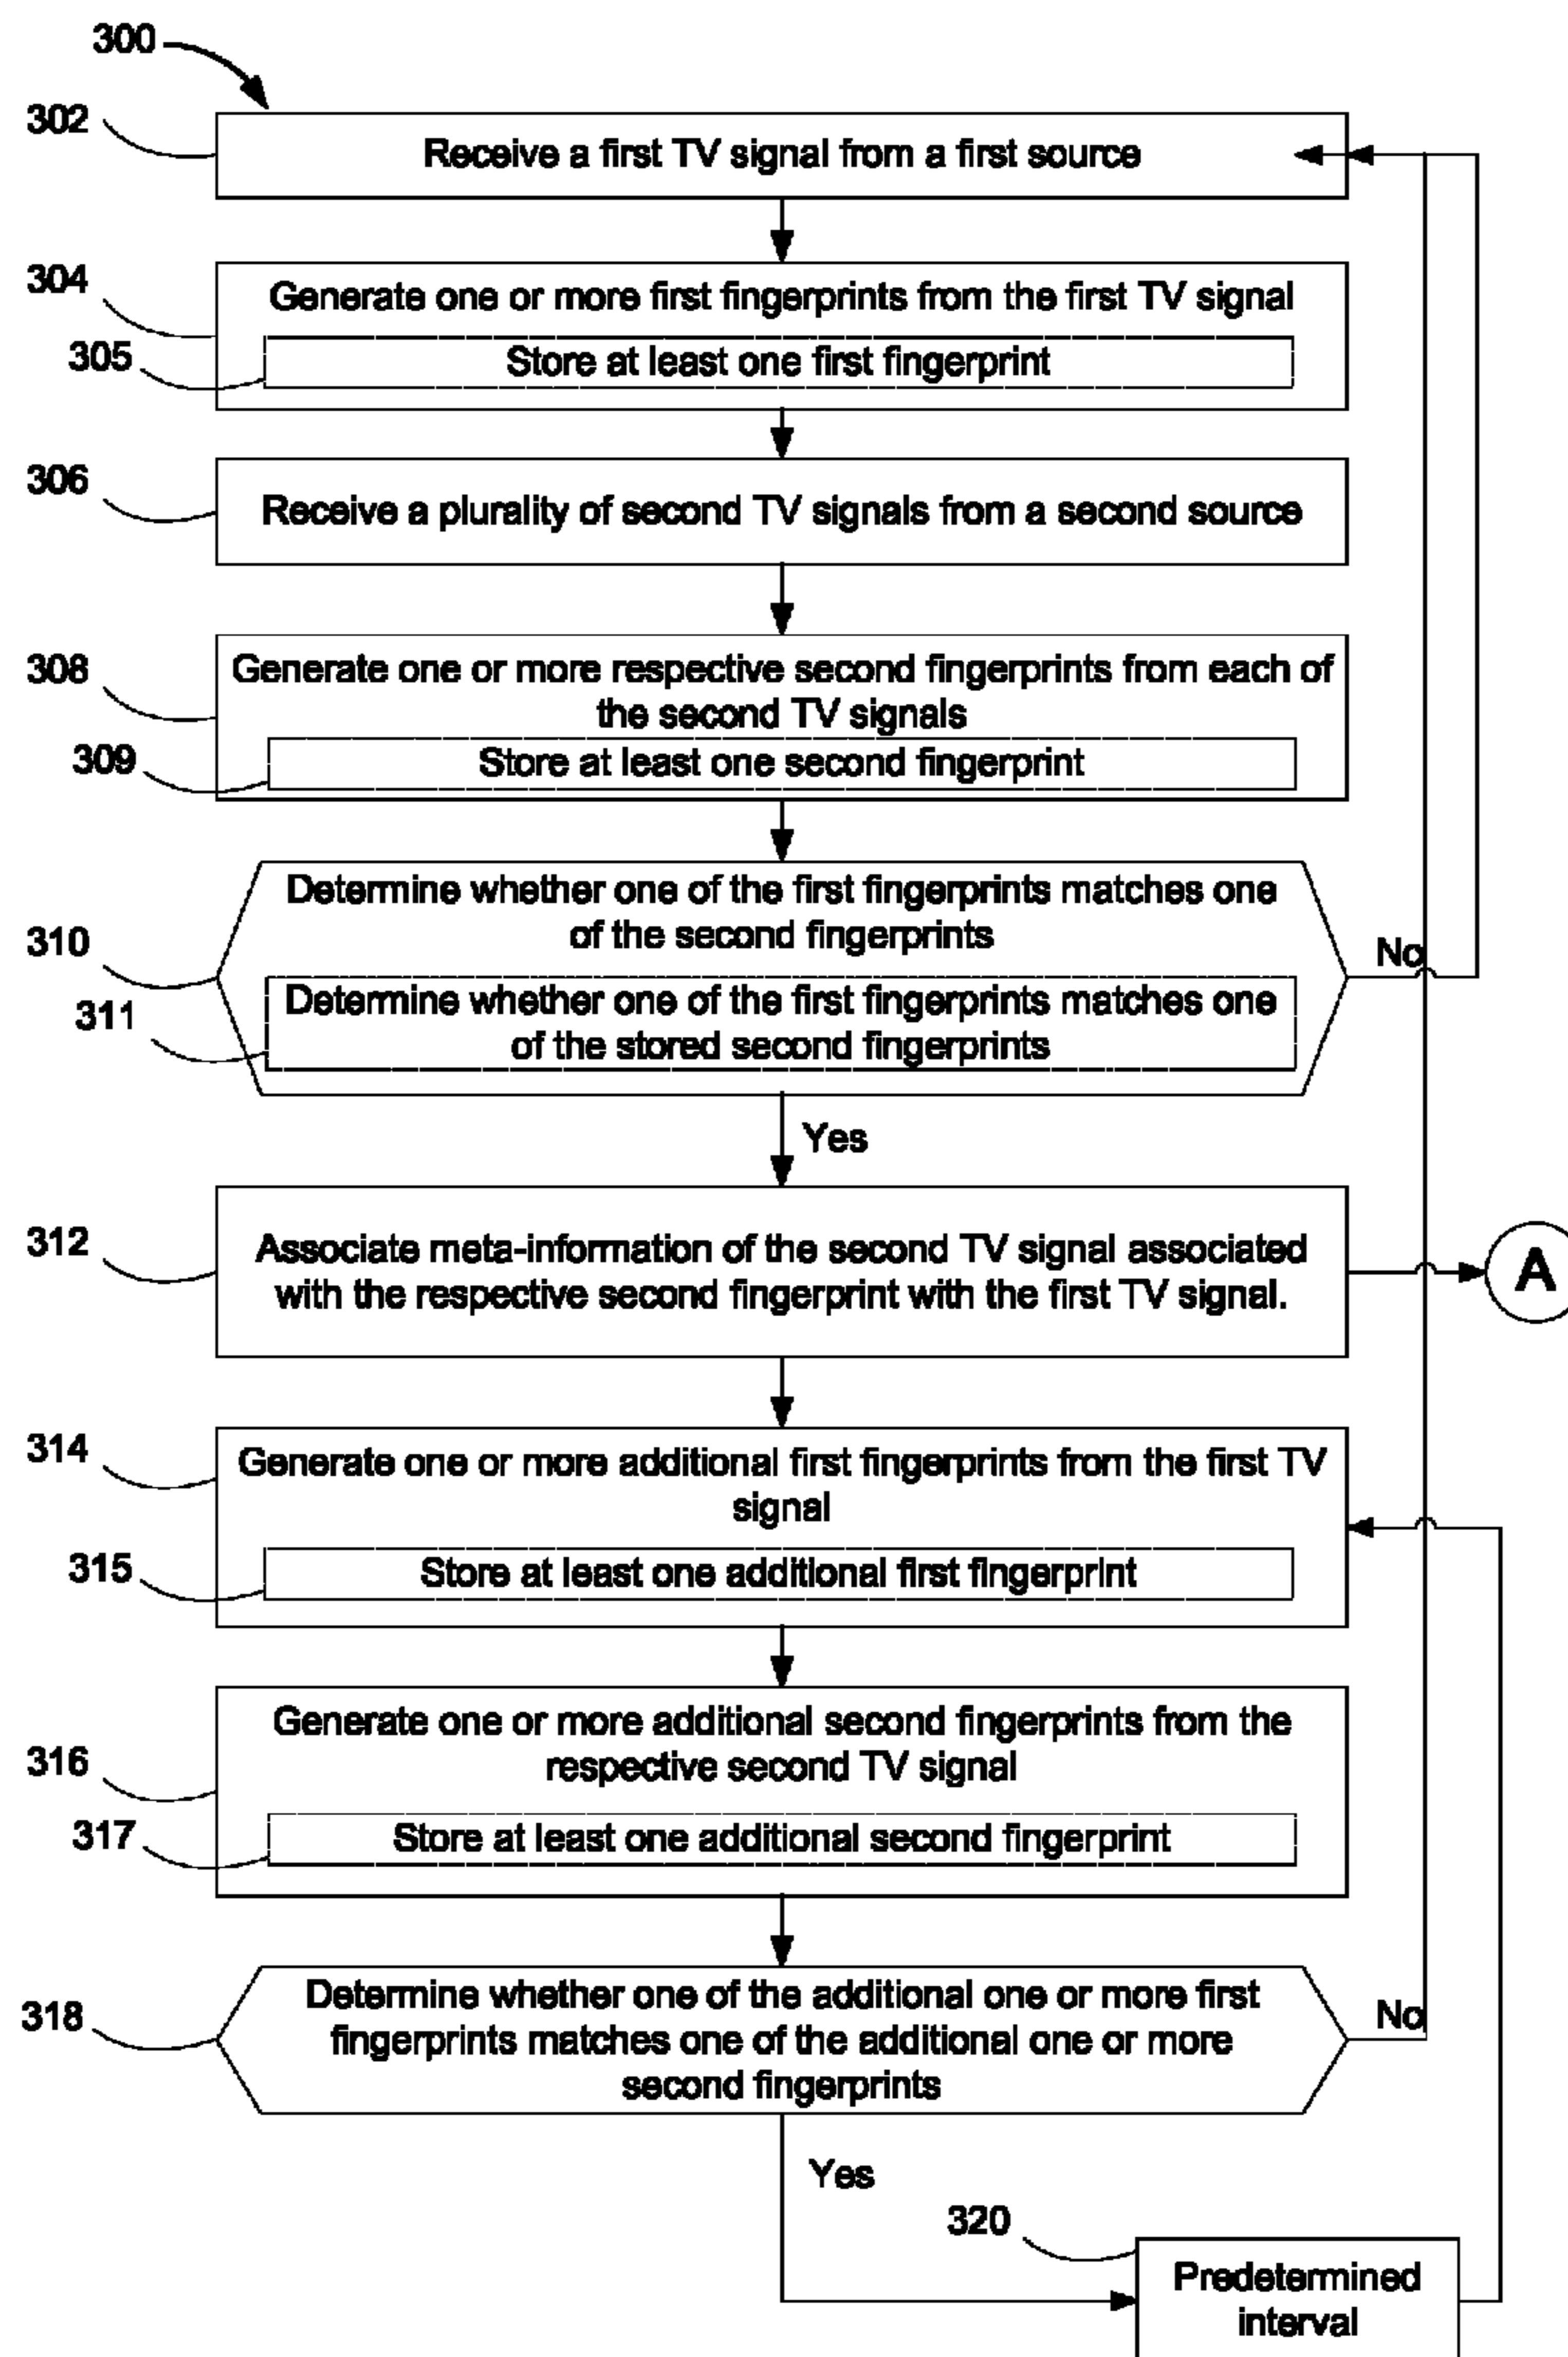 300
302
Receive a first TV signal from a first source
304
Generate one or more first fingerprints from the first TV signal
305
Store at least one first fingerprint
306
Receive a plurality of second TV signals from a second source
308
Generate one or more respective second fingerprints from each of
the second TV signals
309
Store at least one second fingerprint
310
Determine whether one of the first fingerprints matches one
of the second fingerprints
No
311
Determine whether one of the first fingerprints matches one
of the stored second fingerprints
Yes
312
Associate meta-information of the second TV signal associated
with the respective second fingerprint with the first TV signal.
A
314
Generate one or more additional first fingerprints from the first TV
signal
315
Store at least one additional first fingerprint
316
Generate one or more additional second fingerprints from the
respective second TV signal
317
Store at least one additional second fingerprint
318
Determine whether one of the additional one or more first
fingerprints matches one of the additional one or more
second fingerprints
No
Yes
320
Predetermined
interval